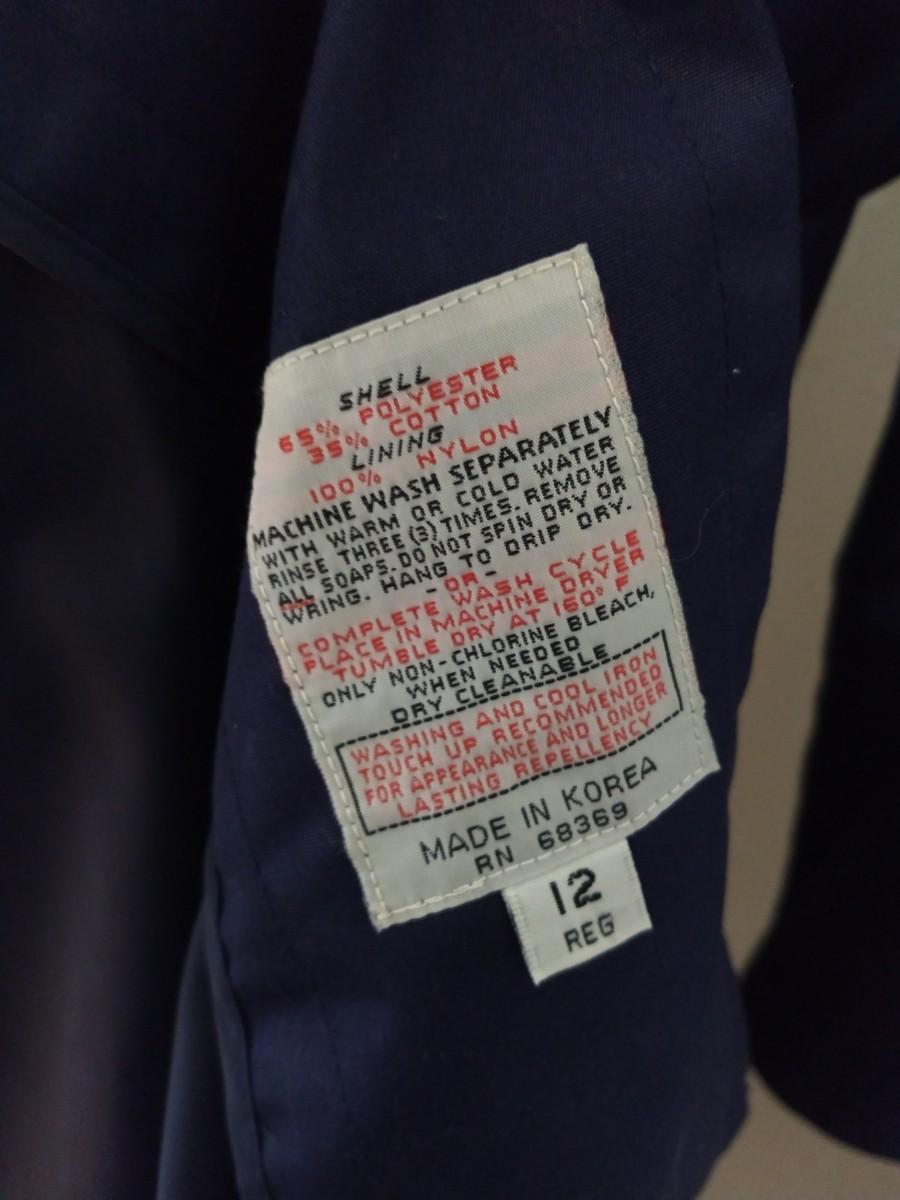 SHELL
65% POLYESTER
35% COTTON
LINING
100% NYLON
MACHINE WASH SEPARATELY
WITH WARM OR COLD WATER
RINSE THREE (3) TIMES. REMOVE
ALL SOAPS. DO NOT SPIN DRY OR
WRING. HANG TO DRIP DRY.
- OR -
COMPLETE WASH CYCLE
PLACE IN MACHINE DRYER
TUMBLE DRY AT 160° F
ONLY NON-CHLORINE BLEACH,
WHEN NEEDED
DRY CLEANABLE
WASHING AND COOL IRON
TOUCH UP RECOMMENDED
FOR APPEARANCE AND LONGER
LASTING REPELLENCY
MADE IN KOREA
RN 68369
12
REG